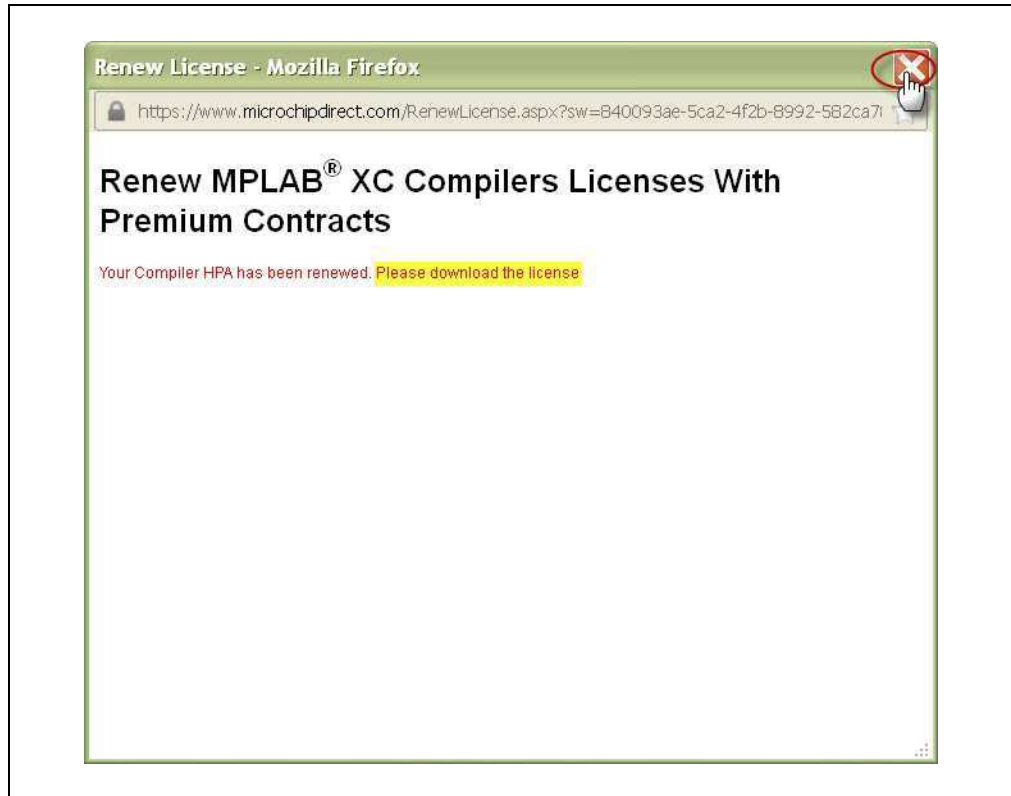 Renew License - Mozilla Firefox
https://www.microchipdirect.com/RenewLicense.aspx?sw=840093ae-5ca2-4f2b-8992-582ca7
Renew MPLAB® XC Compilers Licenses With
Premium Contracts
Your Compiler HPA has been renewed. Please download the license